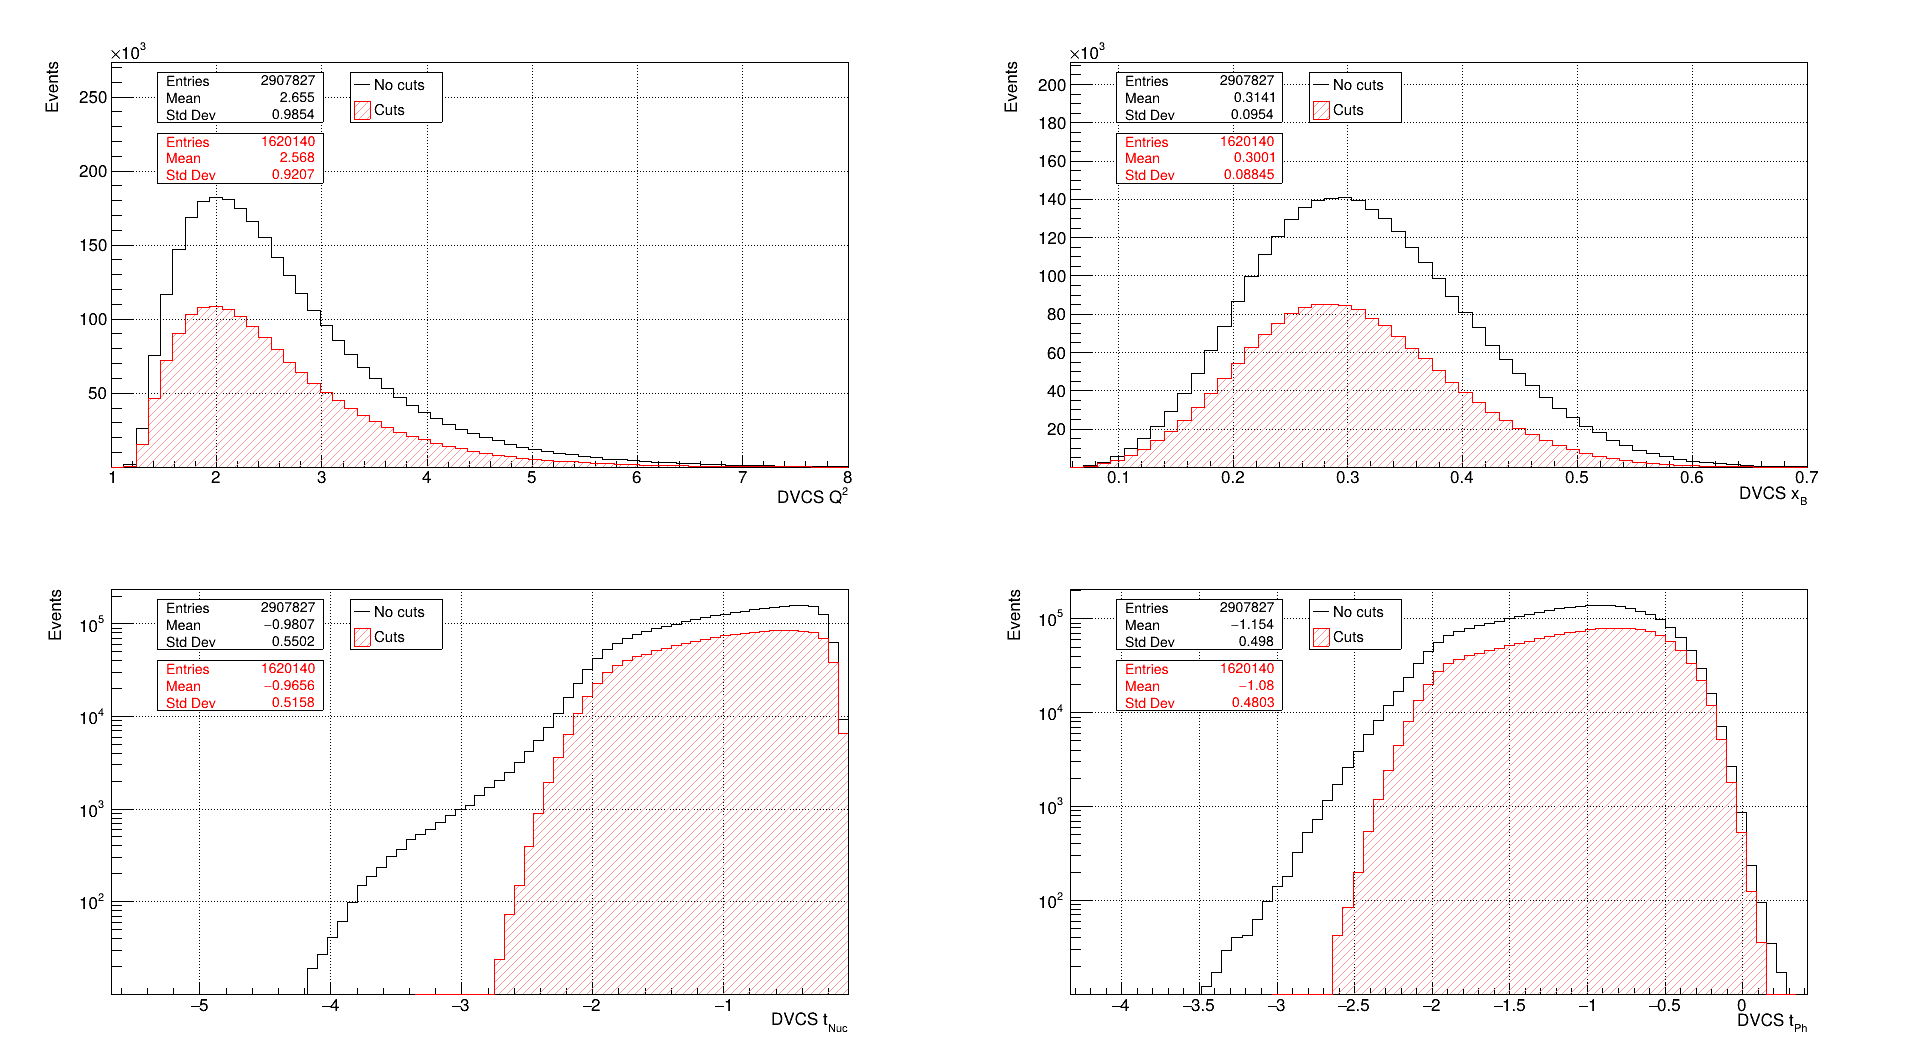 ×10³
Events
Entries 2907827
Mean 2.655
Std Dev 0.9854
Entries 1620140
Mean 2.568
Std Dev 0.9207
No cuts
Cuts
250
200
150
100
50
1 2 3 4 5 6 7 8
DVCS Q²
×10³
Events
Entries 2907827
Mean 0.3141
Std Dev 0.0954
Entries 1620140
Mean 0.3001
Std Dev 0.08845
No cuts
Cuts
200
180
160
140
120
100
80
60
40
20
0.1 0.2 0.3 0.4 0.5 0.6 0.7
DVCS x_B
Events
Entries 2907827
Mean −0.9807
Std Dev 0.5502
Entries 1620140
Mean −0.9656
Std Dev 0.5158
No cuts
Cuts
10⁵
10⁴
10³
10²
−5 −4 −3 −2 −1
DVCS t_Nuc
Events
Entries 2907827
Mean −1.154
Std Dev 0.498
Entries 1620140
Mean −1.08
Std Dev 0.4803
No cuts
Cuts
10⁵
10⁴
10³
10²
−4 −3.5 −3 −2.5 −2 −1.5 −1 −0.5 0
DVCS t_Ph